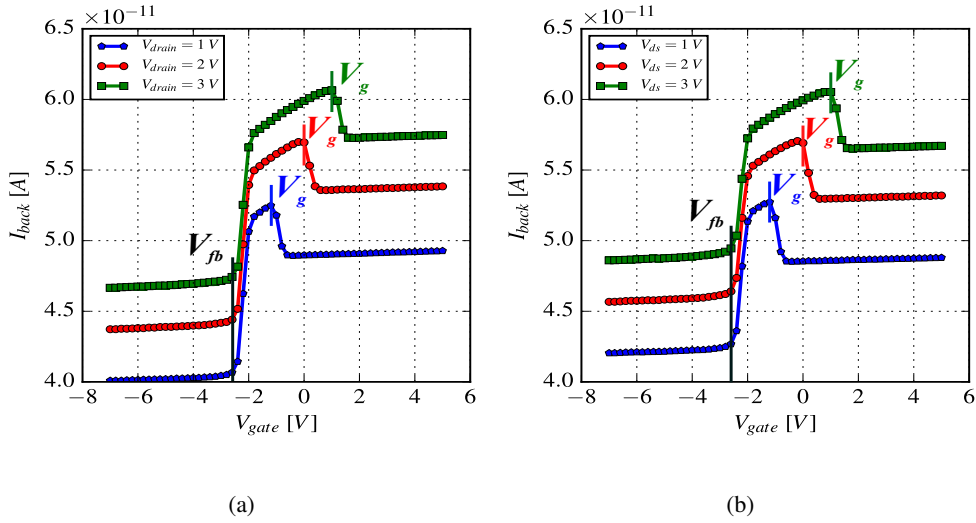 ×10⁻¹¹
6.5
6.0
5.5
5.0
4.5
4.0
I_back [A]
V_drain = 1 V
V_drain = 2 V
V_drain = 3 V
V_g
V_g
V_g
V_fb
−8 −6 −4 −2 0 2 4 6
V_gate [V]
(a)
×10⁻¹¹
6.5
6.0
5.5
5.0
4.5
4.0
I_back [A]
V_ds = 1 V
V_ds = 2 V
V_ds = 3 V
V_g
V_g
V_g
V_fb
−8 −6 −4 −2 0 2 4 6
V_gate [V]
(b)